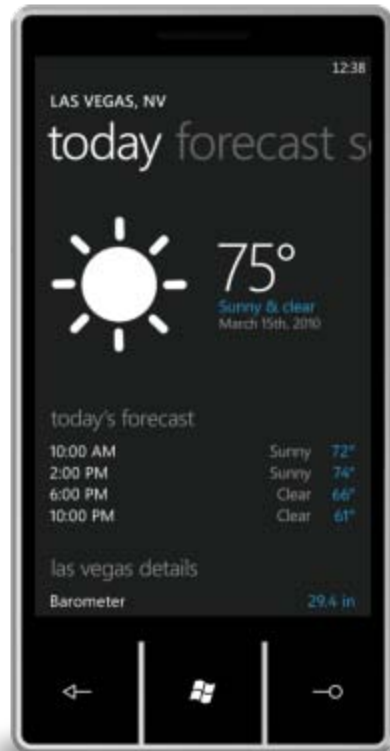 12:38
LAS VEGAS, NV
today forecast s
75°
Sunny & clear
March 15th, 2010
today's forecast
10:00 AM Sunny 72°
2:00 PM Sunny 74°
6:00 PM Clear 66°
10:00 PM Clear 61°
las vegas details
Barometer 29.4 in